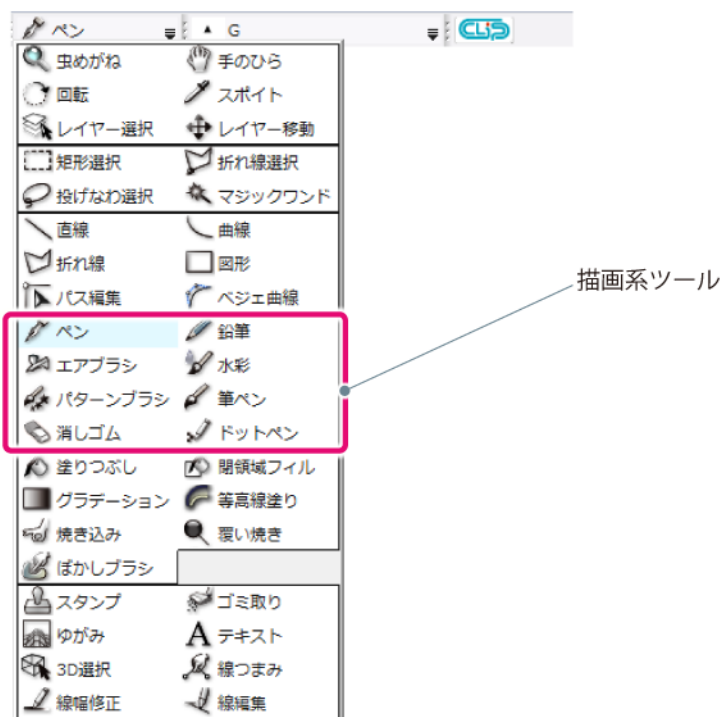 ペン G CLIP
虫めがね 手のひら
回転 スポイト
レイヤー選択 レイヤー移動
矩形選択 折れ線選択
投げなわ選択 マジックワンド
直線 曲線
折れ線 図形
パス編集 ベジェ曲線
描画系ツール
ペン 鉛筆
エアブラシ 水彩
パターンブラシ 筆ペン
消しゴム ドットペン
塗りつぶし 閉領域フィル
グラデーション 等高線塗り
焼き込み 覆い焼き
ぼかしブラシ
スタンプ ゴミ取り
ゆがみ テキスト
3D選択 線つまみ
線幅修正 線編集